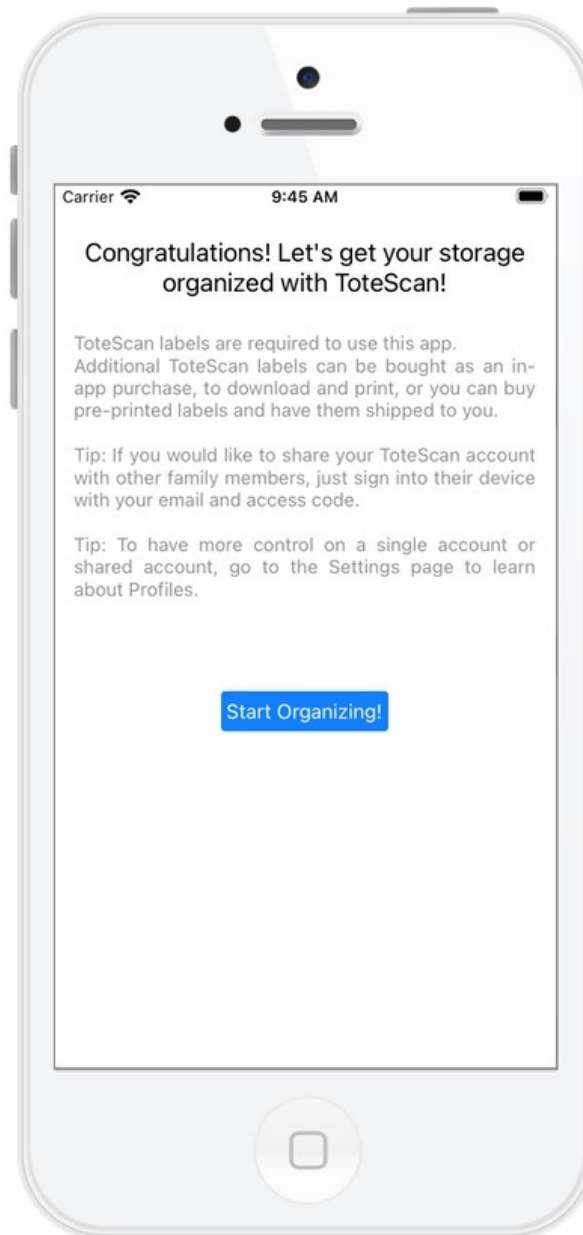 Carrier
9:45 AM
Congratulations! Let's get your storage
organized with ToteScan!
ToteScan labels are required to use this app.
Additional ToteScan labels can be bought as an in-
app purchase, to download and print, or you can buy
pre-printed labels and have them shipped to you.
Tip: If you would like to share your ToteScan account
with other family members, just sign into their device
with your email and access code.
Tip: To have more control on a single account or
shared account, go to the Settings page to learn
about Profiles.
Start Organizing!